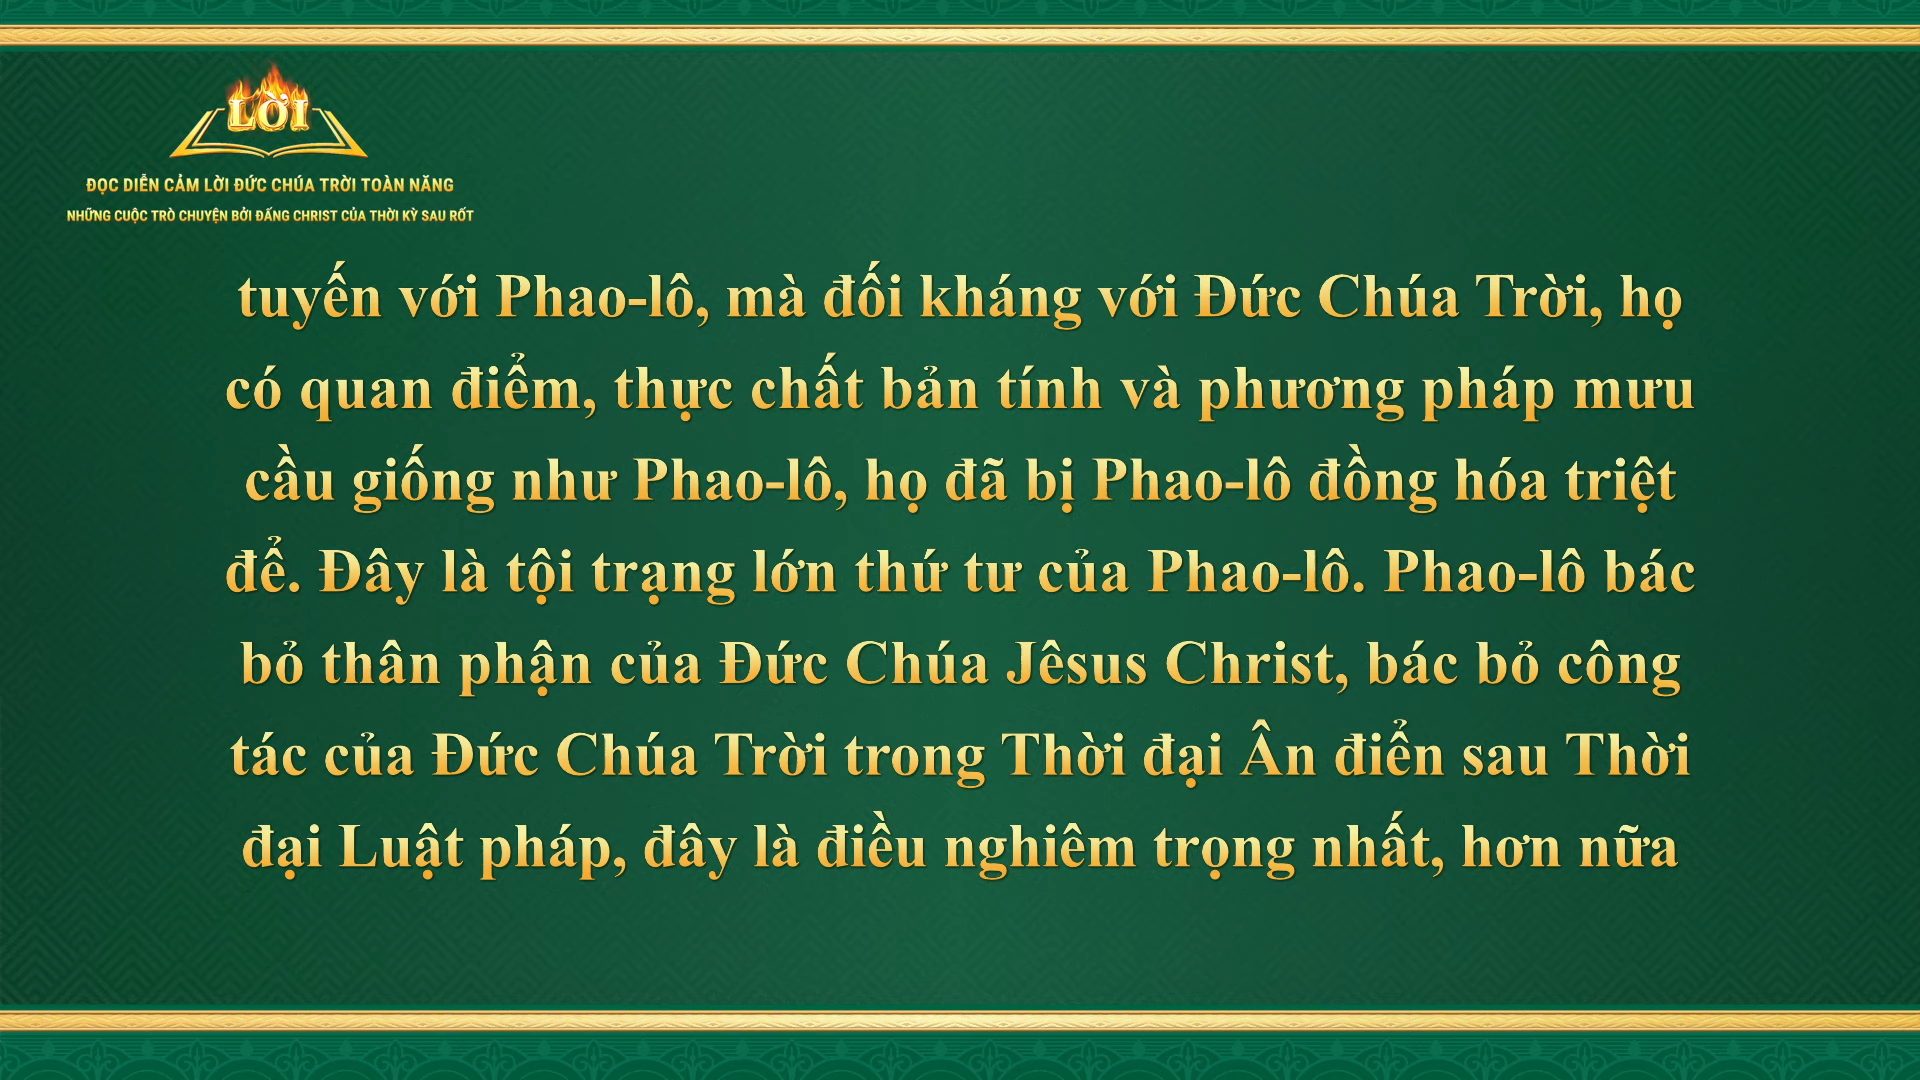 LỜI
ĐỌC DIỄN CẢM LỜI ĐỨC CHÚA TRỜI TOÀN NĂNG
NHỮNG CUỘC TRÒ CHUYỆN BỞI ĐẤNG CHRIST CỦA THỜI KỲ SAU RỐT
tuyến với Phao-lô, mà đối kháng với Đức Chúa Trời, họ
có quan điểm, thực chất bản tính và phương pháp mưu
cầu giống như Phao-lô, họ đã bị Phao-lô đồng hóa triệt
để. Đây là tội trạng lớn thứ tư của Phao-lô. Phao-lô bác
bỏ thân phận của Đức Chúa Jêsus Christ, bác bỏ công
tác của Đức Chúa Trời trong Thời đại Ân điển sau Thời
đại Luật pháp, đây là điều nghiêm trọng nhất, hơn nữa